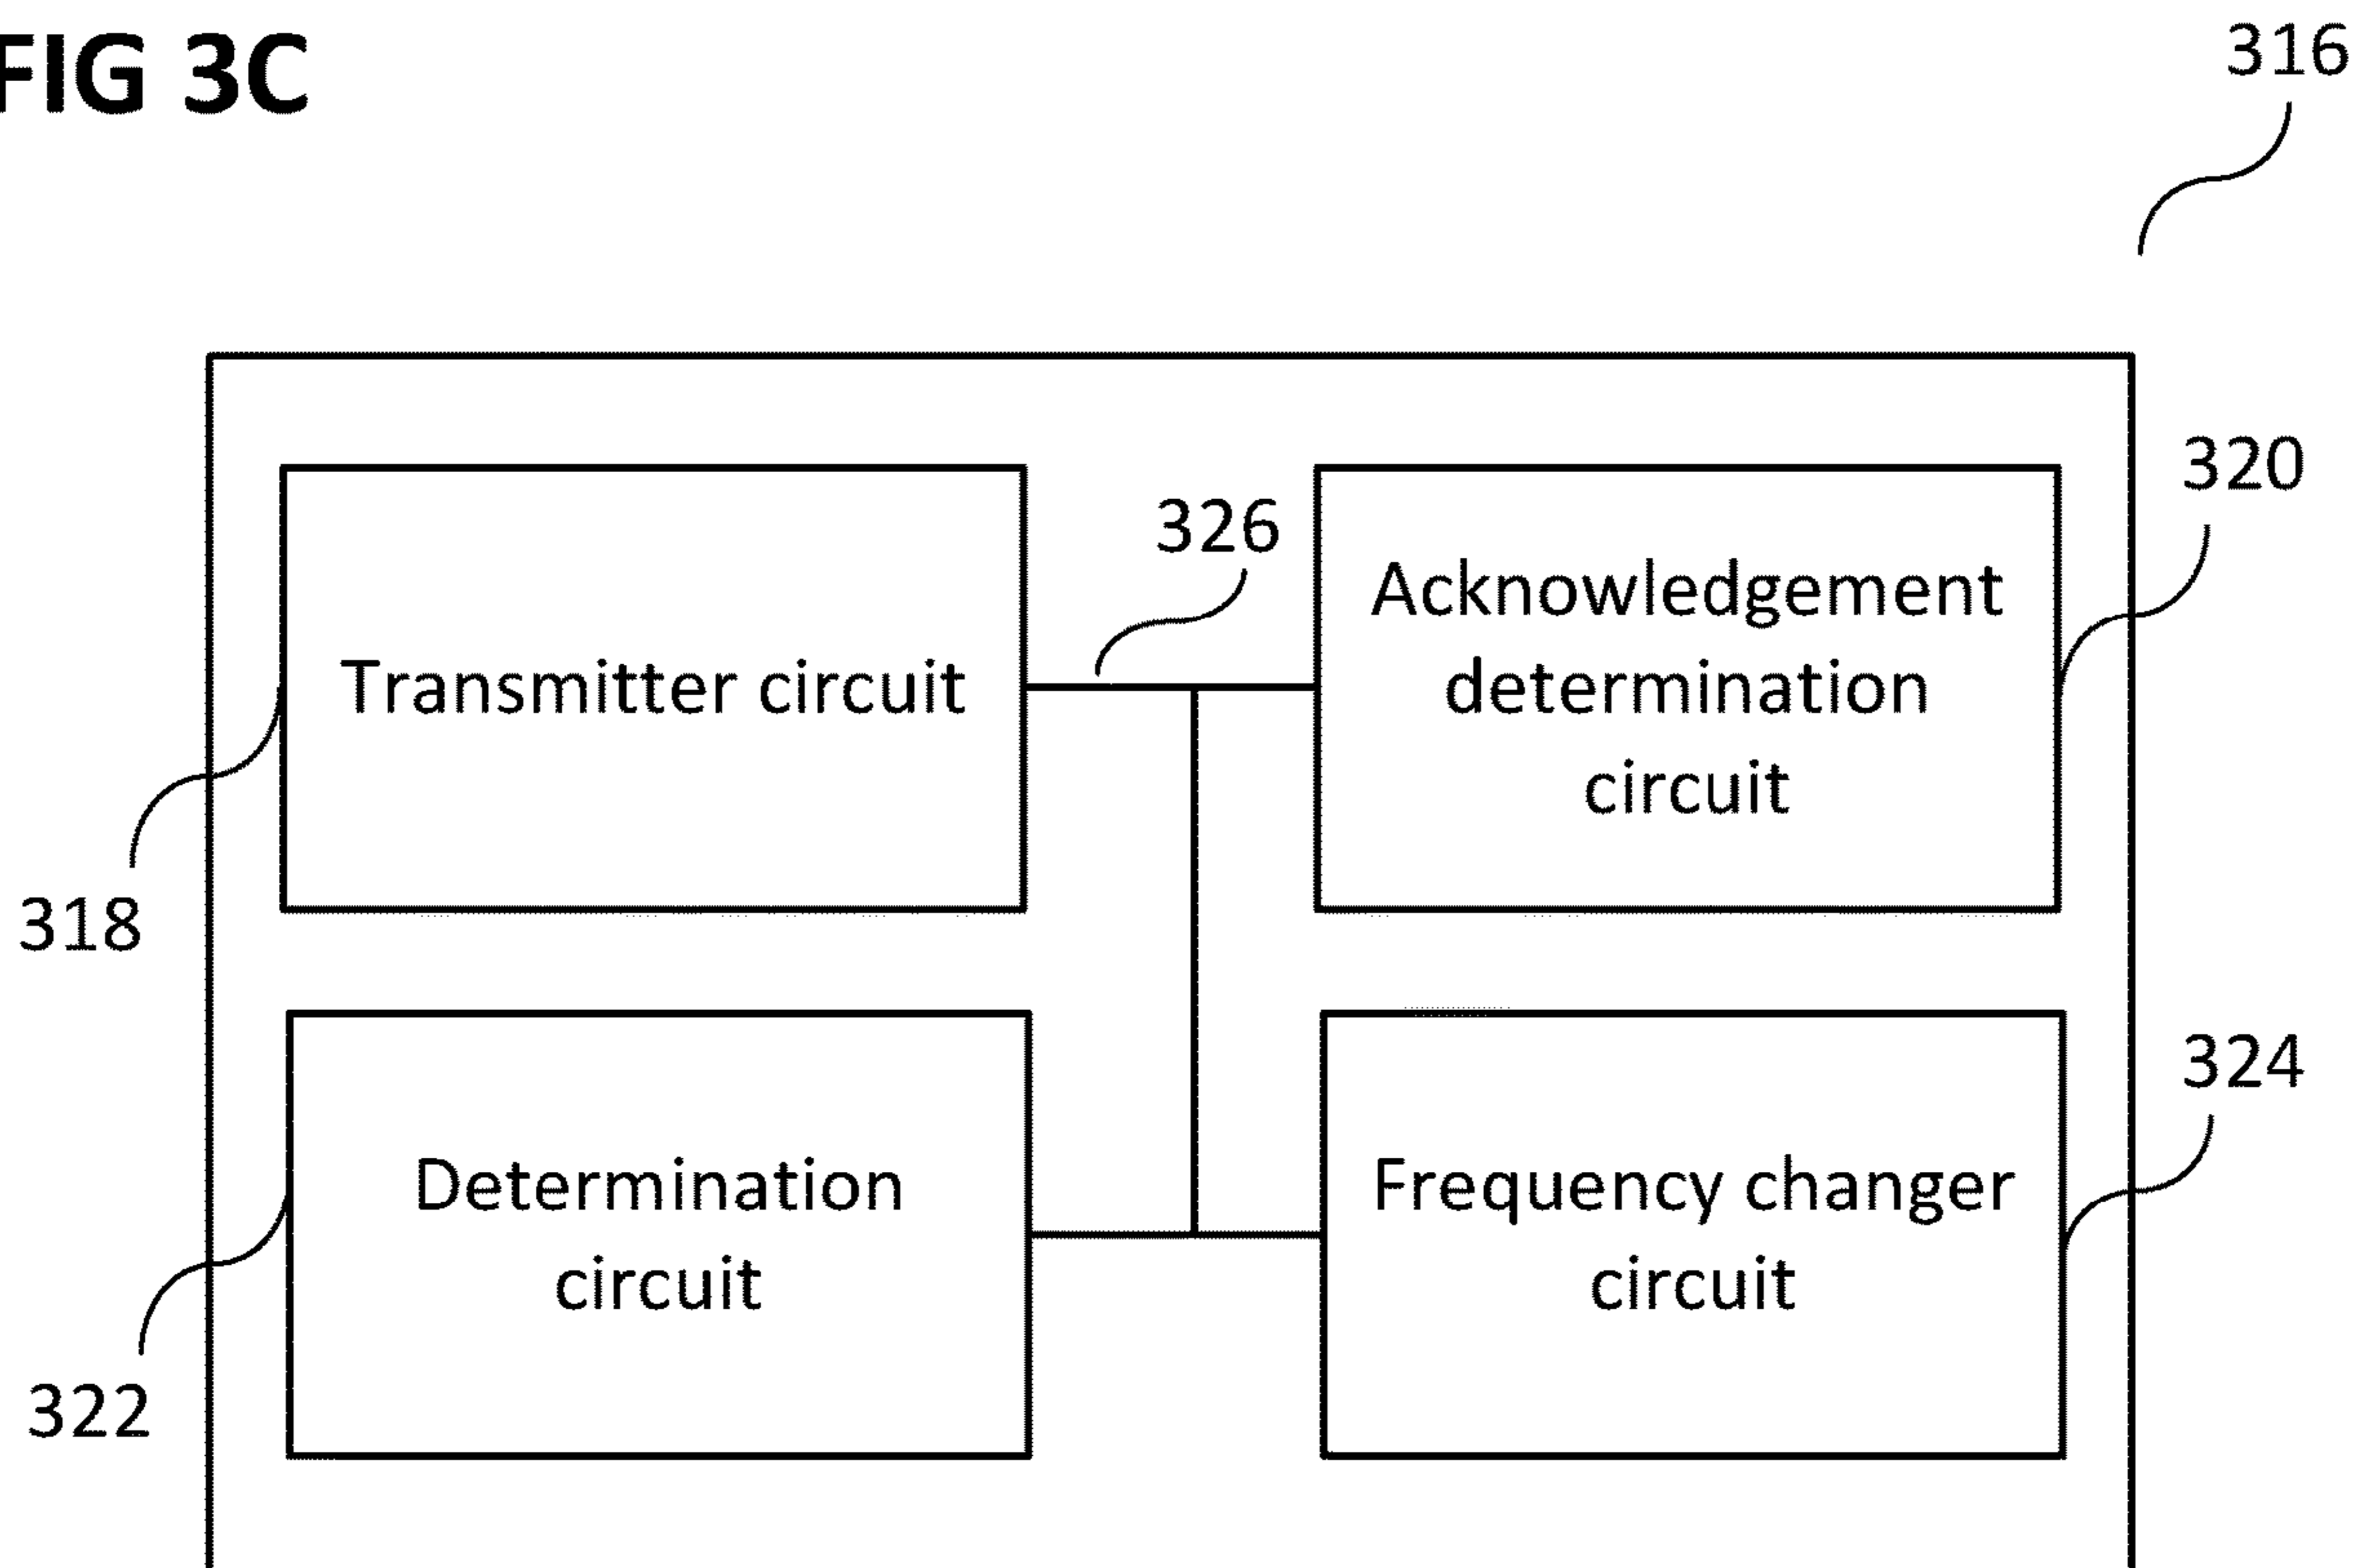 FIG 3C
316
320
326
Acknowledgement
determination
circuit
Transmitter circuit
318
324
Determination
circuit
Frequency changer
circuit
322